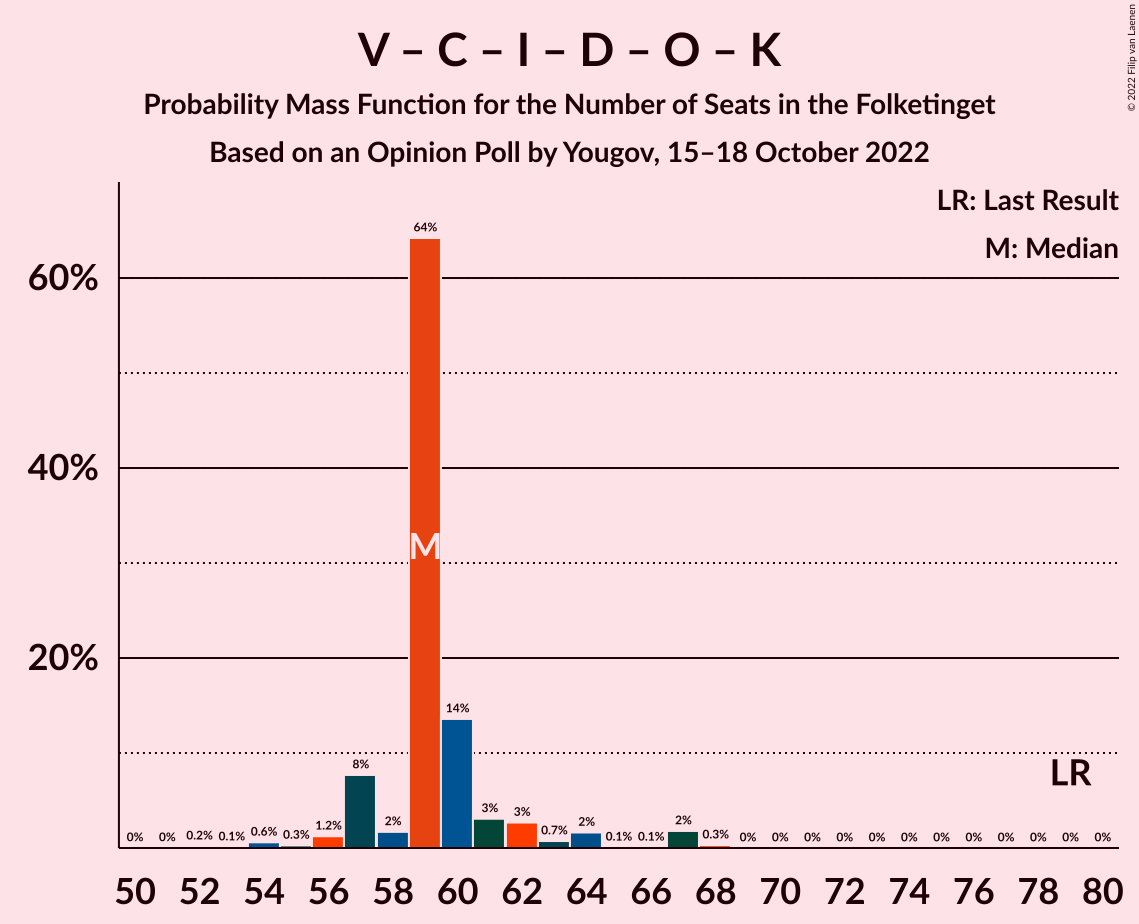 V – C – I – D – O – K
Probability Mass Function for the Number of Seats in the Folketinget
Based on an Opinion Poll by Yougov, 15–18 October 2022
© 2022 Filip van Laenen
LR: Last Result
M: Median
60%
40%
20%
0% 0% 0.2% 0.1% 0.6% 0.3% 1.2% 8% 2% 64% 14% 3% 3% 0.7% 2% 0.1% 0.1% 2% 0.3% 0% 0% 0% 0% 0% 0% 0% 0% 0% 0% 0% 0%
M
LR
50 52 54 56 58 60 62 64 66 68 70 72 74 76 78 80